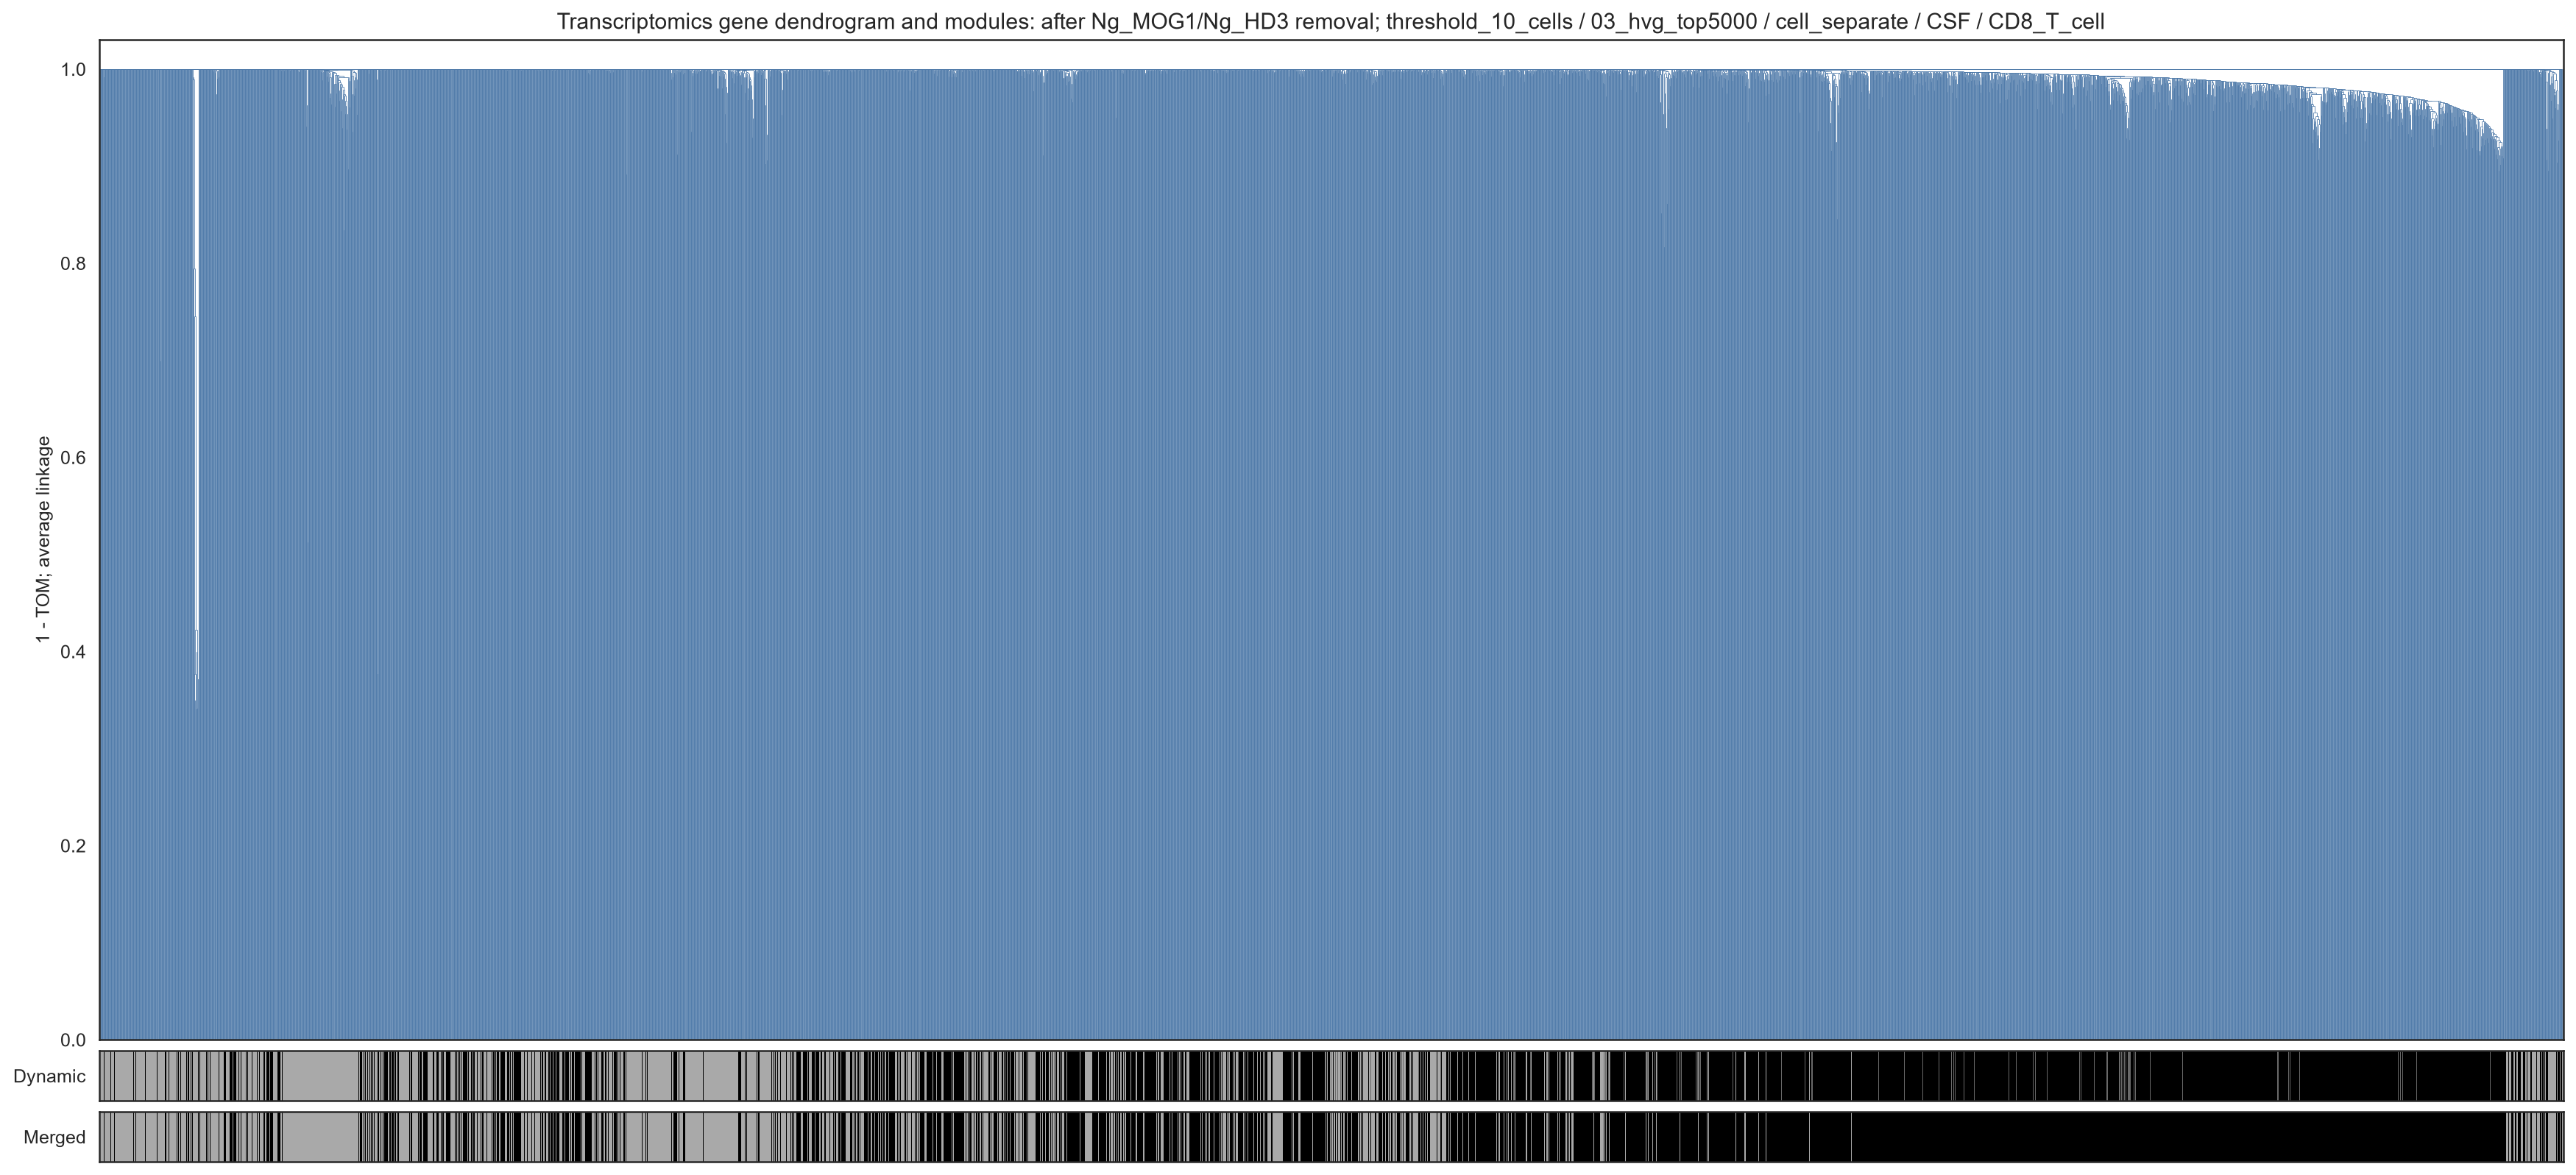 Transcriptomics gene dendrogram and modules: after Ng_MOG1/Ng_HD3 removal; threshold_10_cells / 03_hvg_top5000 / cell_separate / CSF / CD8_T_cell
1.0
0.8
0.6
0.4
0.2
0.0
1 - TOM; average linkage
Dynamic
Merged